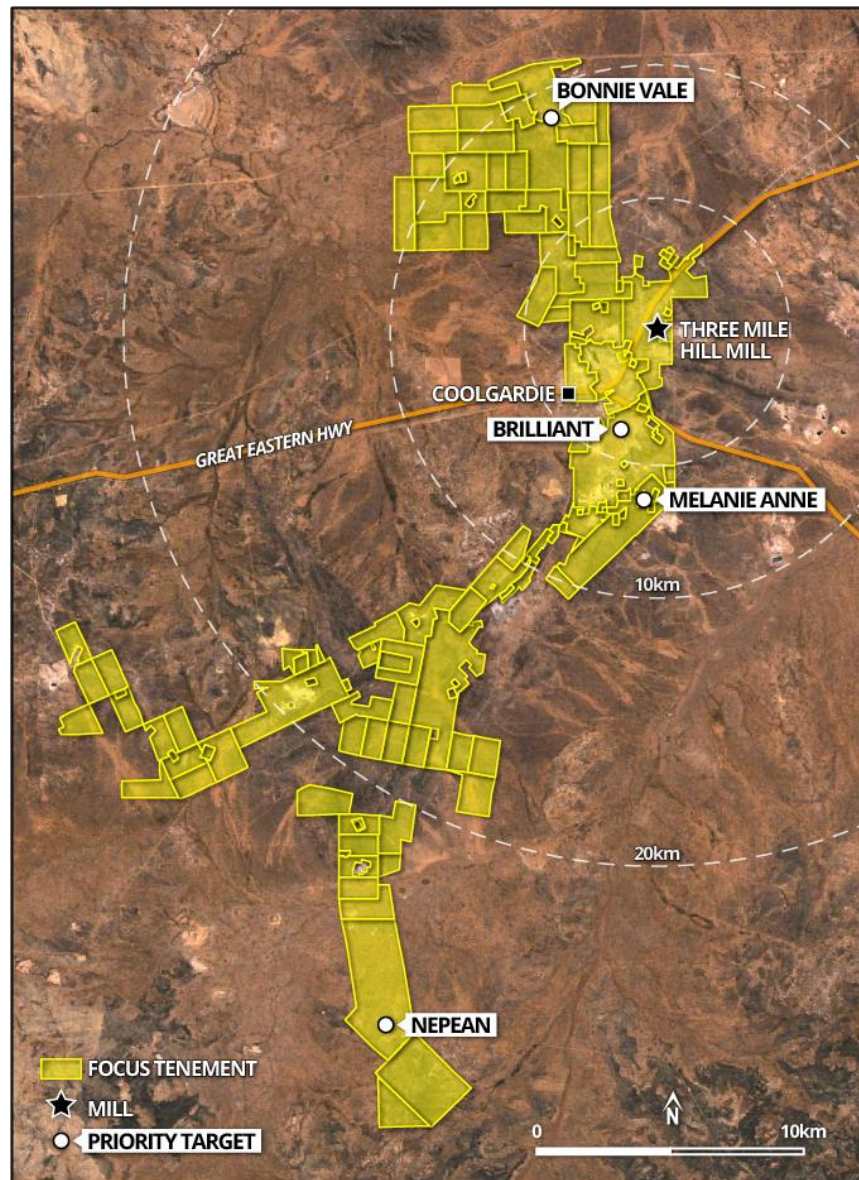 BONNIE VALE
THREE MILE
HILL MILL
COOLGARDIE
BRILLIANT
GREAT EASTERN HWY
MELANIE ANNE
10km
20km
NEPEAN
FOCUS TENEMENT
MILL
PRIORITY TARGET
N
0
10km